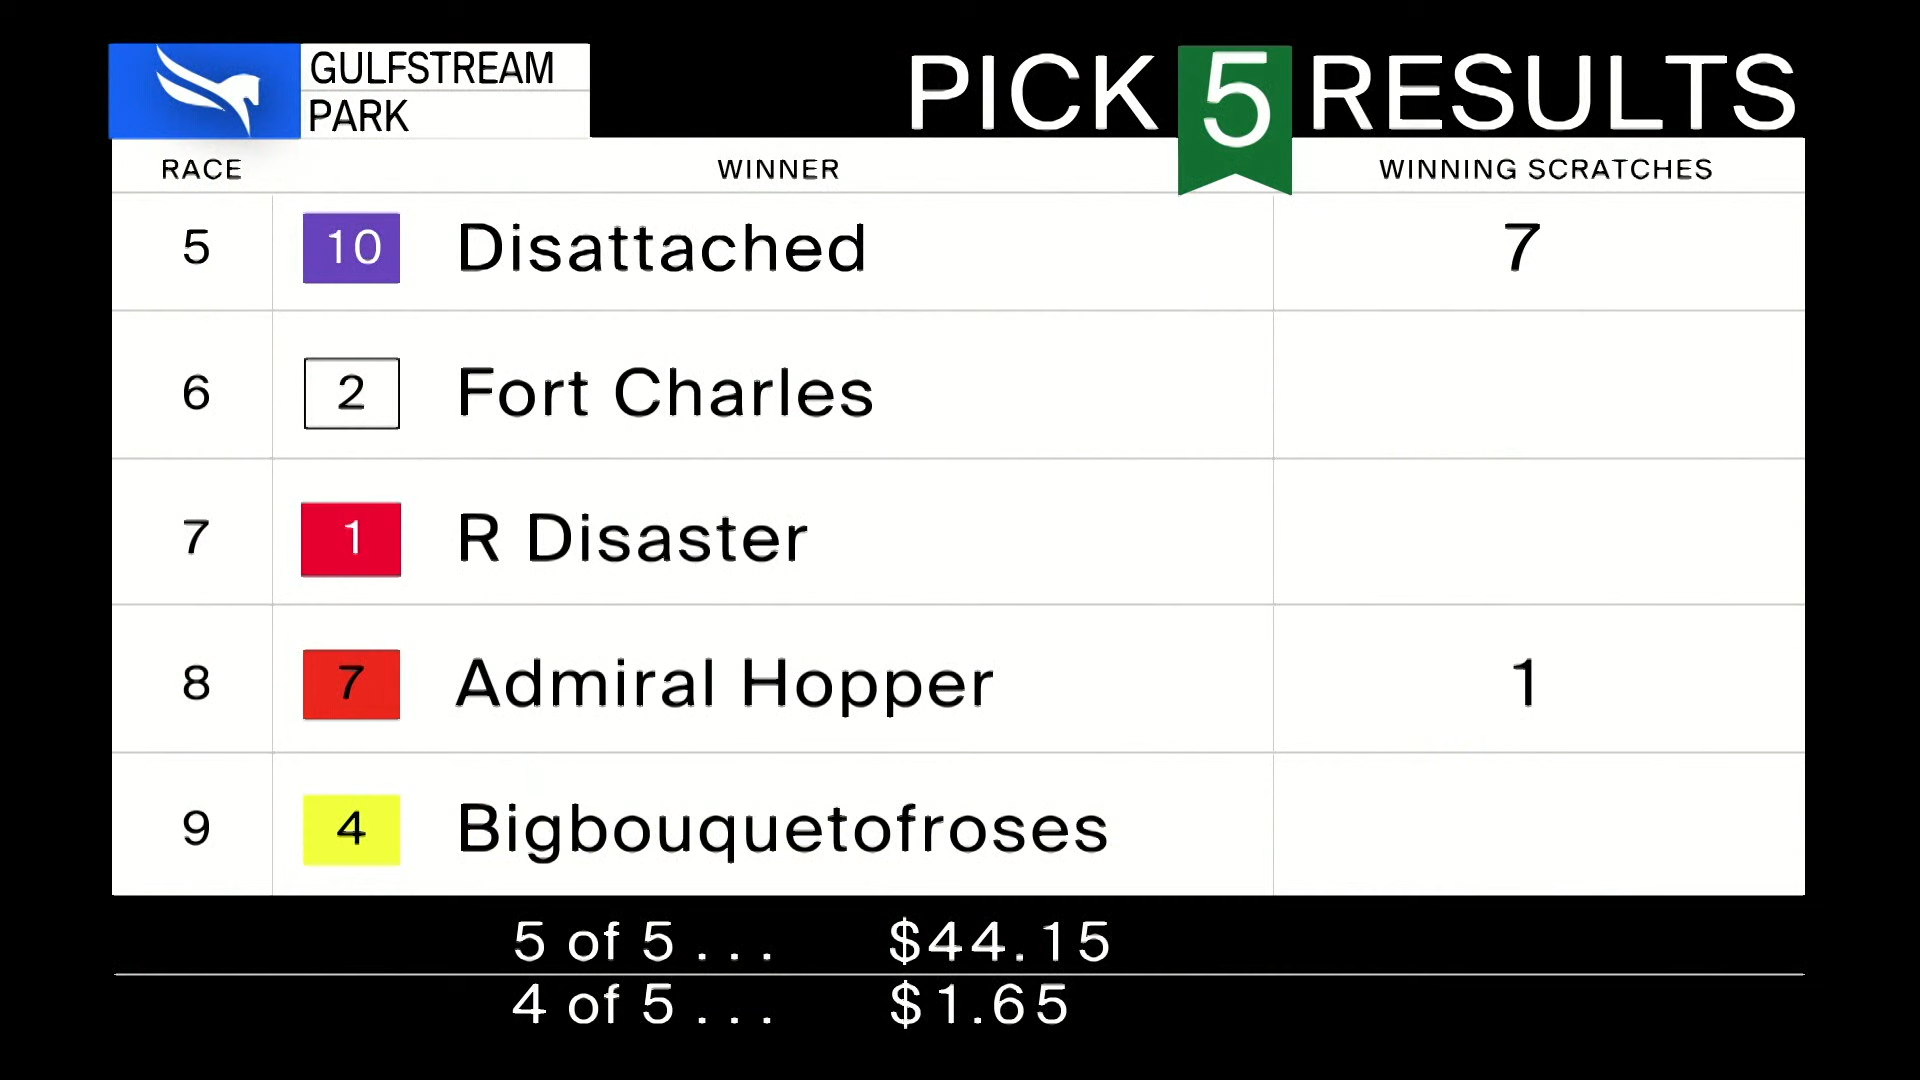 GULFSTREAM
PARK
PICK 5 RESULTS
RACE WINNER WINNING SCRATCHES
5 10 Disattached 7
6 2 Fort Charles
7 1 R Disaster
8 7 Admiral Hopper 1
9 4 Bigbouquetofroses
5 of 5 . . . $44.15
4 of 5 . . . $1.65